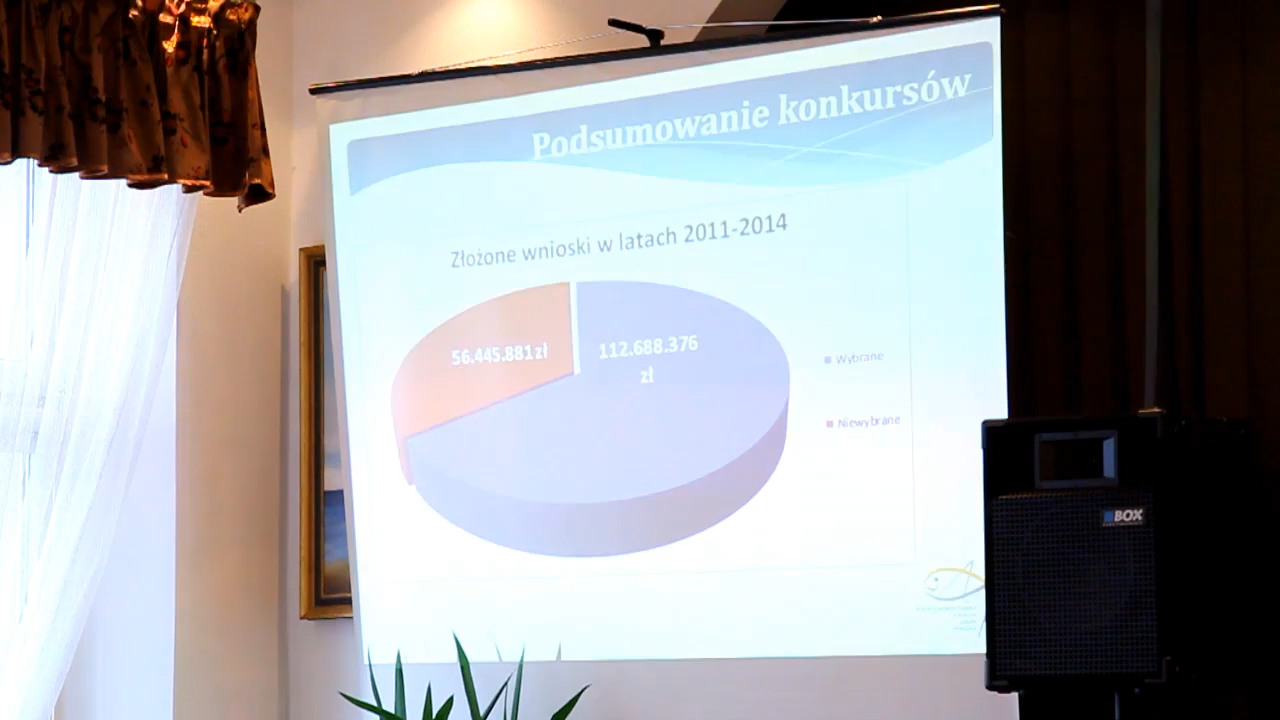 Podsumowanie konkursów
Złożone wnioski w latach 2011-2014
56.445.881 zł
112.688.376
zł
Wybrane
Niewybrane
BOX